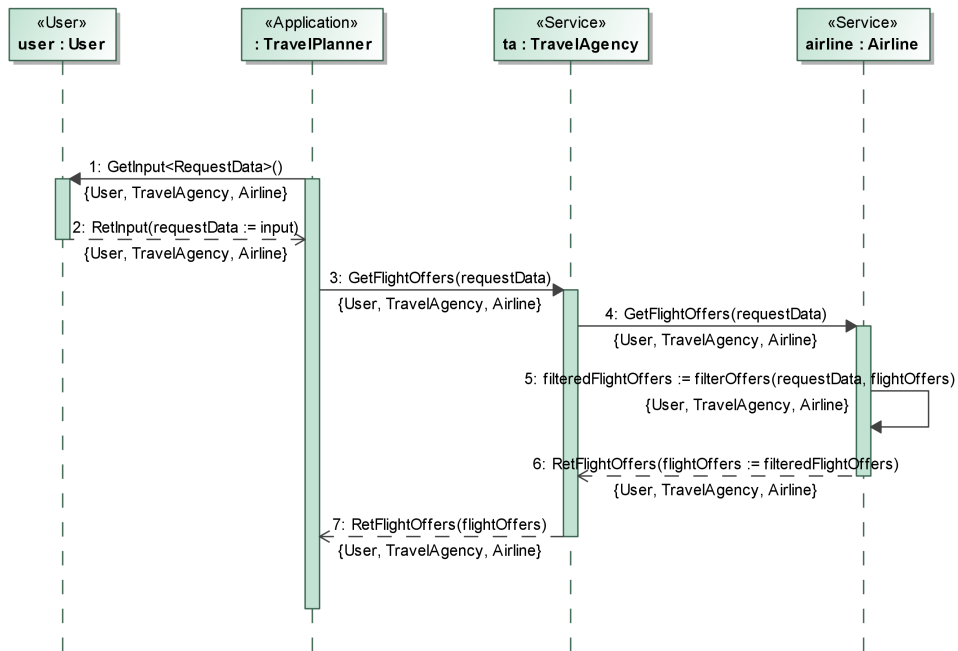 «User»
user : User
«Application»
: TravelPlanner
«Service»
ta : TravelAgency
«Service»
airline : Airline
1: GetInput<RequestData>()
{User, TravelAgency, Airline}
2: RetInput(requestData := input)
{User, TravelAgency, Airline}
3: GetFlightOffers(requestData)
{User, TravelAgency, Airline}
4: GetFlightOffers(requestData)
{User, TravelAgency, Airline}
5: filteredFlightOffers := filterOffers(requestData, flightOffers)
{User, TravelAgency, Airline}
6: RetFlightOffers(flightOffers := filteredFlightOffers)
{User, TravelAgency, Airline}
7: RetFlightOffers(flightOffers)
{User, TravelAgency, Airline}